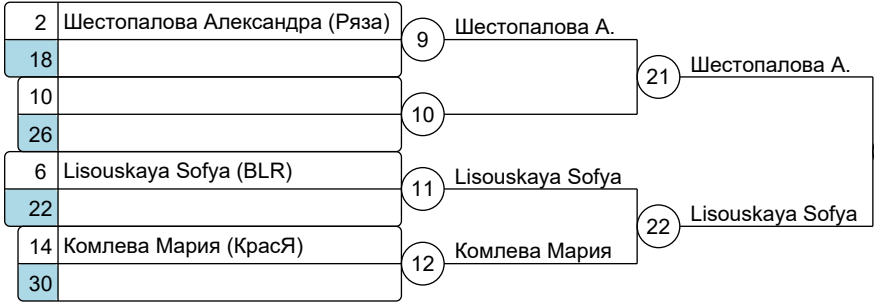 2 Шестопалова Александра (Ряза)
9 Шестопалова А.
18
21 Шестопалова А.
10
10
26
6 Lisouskaya Sofya (BLR)
11 Lisouskaya Sofya
22
22 Lisouskaya Sofya
14 Комлева Мария (КрасЯ)
12 Комлева Мария
30